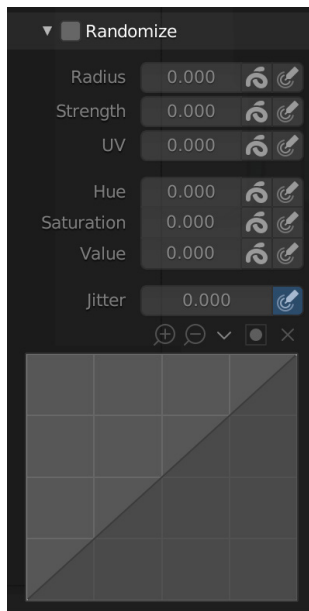 Randomize
Radius 0.000
Strength 0.000
UV 0.000
Hue 0.000
Saturation 0.000
Value 0.000
Jitter 0.000